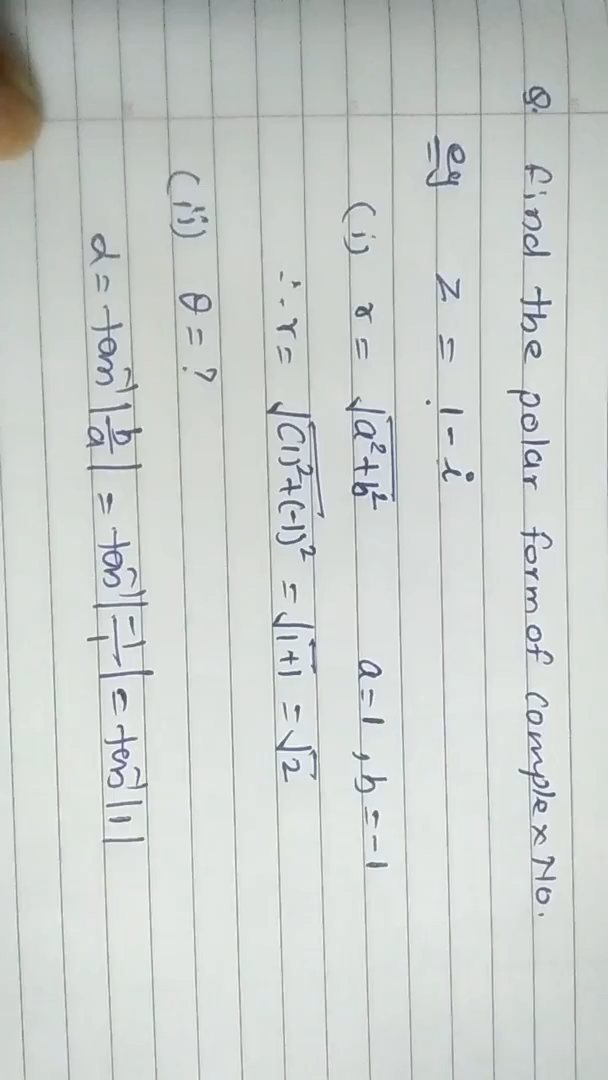 Q. Find the polar form of Complex No.
eg z = 1-i
(i) r = √a²+b² a=1, b=-1
∴ r = √(1)²+(-1)² = √1+1 = √2
(ii) θ = ?
α = tan⁻¹|b/a| = tan⁻¹|-1/1| = tan⁻¹|1|